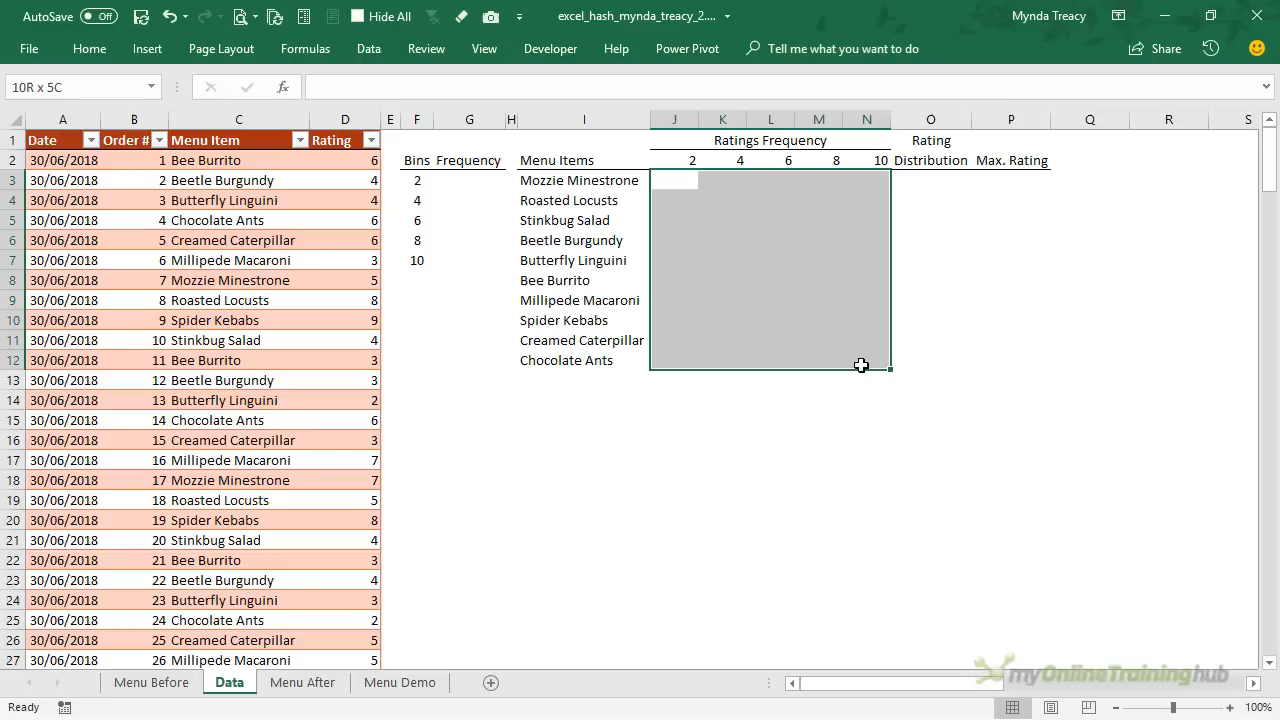 AutoSave Off Hide All excel_hash_mynda_treacy_2.... Mynda Treacy
File Home Insert Page Layout Formulas Data Review View Developer Help Power Pivot Tell me what you want to do Share
10R x 5C fx
A B C D E F G H I J K L M N O P Q R S
1 Date Order # Menu Item Rating Ratings Frequency Rating
2 30/06/2018 1 Bee Burrito 6 Bins Frequency Menu Items 2 4 6 8 10 Distribution Max. Rating
3 30/06/2018 2 Beetle Burgundy 4 2 Mozzie Minestrone
4 30/06/2018 3 Butterfly Linguini 4 4 Roasted Locusts
5 30/06/2018 4 Chocolate Ants 6 6 Stinkbug Salad
6 30/06/2018 5 Creamed Caterpillar 6 8 Beetle Burgundy
7 30/06/2018 6 Millipede Macaroni 3 10 Butterfly Linguini
8 30/06/2018 7 Mozzie Minestrone 5 Bee Burrito
9 30/06/2018 8 Roasted Locusts 8 Millipede Macaroni
10 30/06/2018 9 Spider Kebabs 9 Spider Kebabs
11 30/06/2018 10 Stinkbug Salad 4 Creamed Caterpillar
12 30/06/2018 11 Bee Burrito 3 Chocolate Ants
13 30/06/2018 12 Beetle Burgundy 3
14 30/06/2018 13 Butterfly Linguini 2
15 30/06/2018 14 Chocolate Ants 6
16 30/06/2018 15 Creamed Caterpillar 3
17 30/06/2018 16 Millipede Macaroni 7
18 30/06/2018 17 Mozzie Minestrone 7
19 30/06/2018 18 Roasted Locusts 5
20 30/06/2018 19 Spider Kebabs 8
21 30/06/2018 20 Stinkbug Salad 4
22 30/06/2018 21 Bee Burrito 3
23 30/06/2018 22 Beetle Burgundy 4
24 30/06/2018 23 Butterfly Linguini 3
25 30/06/2018 24 Chocolate Ants 2
26 30/06/2018 25 Creamed Caterpillar 5
27 30/06/2018 26 Millipede Macaroni 5
Menu Before Data Menu After Menu Demo
myOnlineTraininghub
Ready 100%